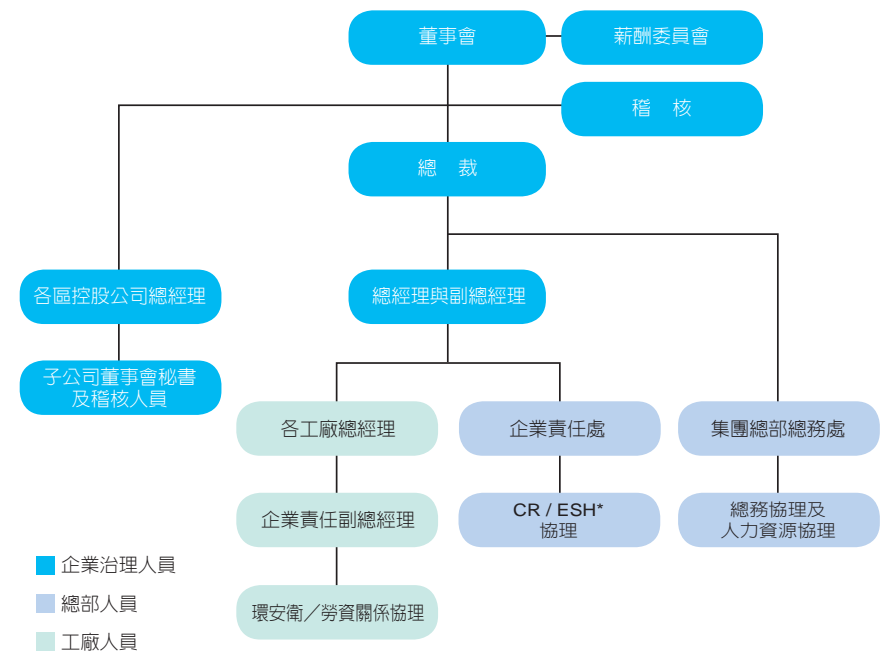 董事會
薪酬委員會
稽 核
總 裁
各區控股公司總經理
總經理與副總經理
子公司董事會秘書
及稽核人員
各工廠總經理
企業責任處
集團總部總務處
企業責任副總經理
CR / ESH*
協理
總務協理及
人力資源協理
環安衛／勞資關係協理
企業治理人員
總部人員
工廠人員